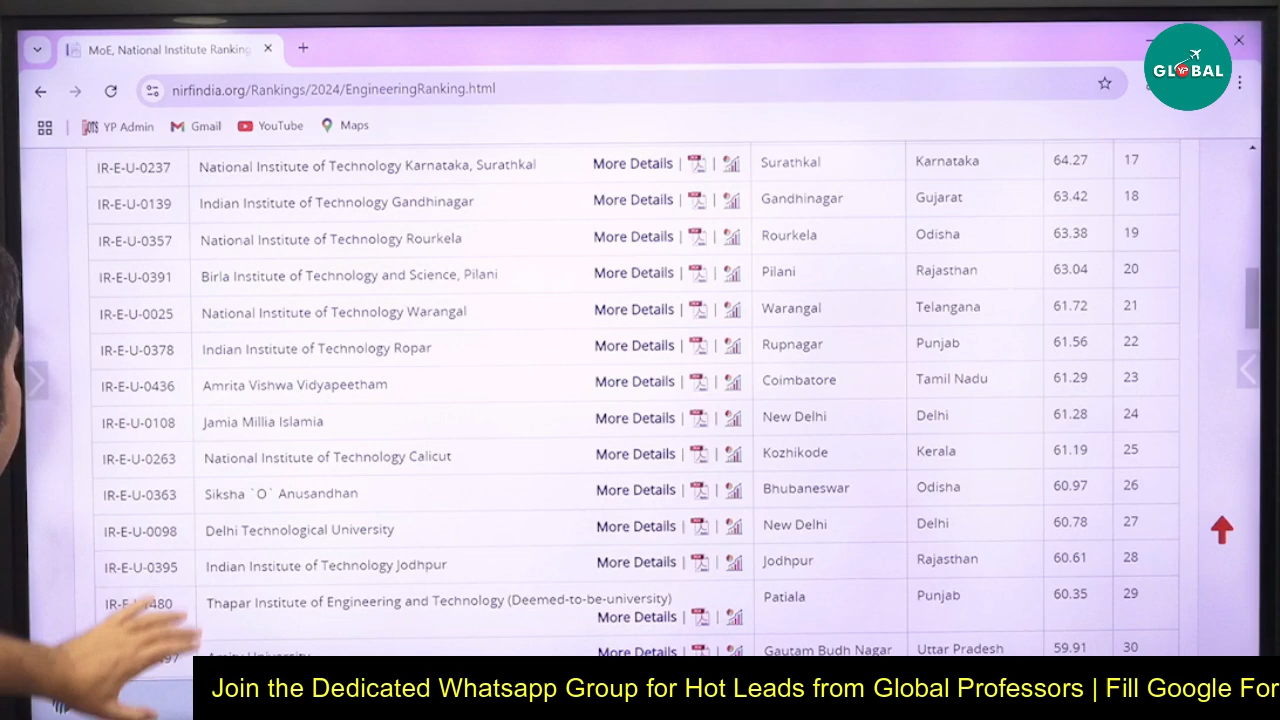 MoE, National Institute Ranking
GLOBAL
YP
nirfindia.org/Rankings/2024/EngineeringRanking.html
YP Admin Gmail YouTube Maps
IR-E-U-0237 National Institute of Technology Karnataka, Surathkal More Details | | Surathkal Karnataka 64.27 17
IR-E-U-0139 Indian Institute of Technology Gandhinagar More Details | | Gandhinagar Gujarat 63.42 18
IR-E-U-0357 National Institute of Technology Rourkela More Details | | Rourkela Odisha 63.38 19
IR-E-U-0391 Birla Institute of Technology and Science, Pilani More Details | | Pilani Rajasthan 63.04 20
IR-E-U-0025 National Institute of Technology Warangal More Details | | Warangal Telangana 61.72 21
IR-E-U-0378 Indian Institute of Technology Ropar More Details | | Rupnagar Punjab 61.56 22
IR-E-U-0436 Amrita Vishwa Vidyapeetham More Details | | Coimbatore Tamil Nadu 61.29 23
IR-E-U-0108 Jamia Millia Islamia More Details | | New Delhi Delhi 61.28 24
IR-E-U-0263 National Institute of Technology Calicut More Details | | Kozhikode Kerala 61.19 25
IR-E-U-0363 Siksha `O` Anusandhan More Details | | Bhubaneswar Odisha 60.97 26
IR-E-U-0098 Delhi Technological University More Details | | New Delhi Delhi 60.78 27
IR-E-U-0395 Indian Institute of Technology Jodhpur More Details | | Jodhpur Rajasthan 60.61 28
480 Thapar Institute of Engineering and Technology (Deemed-to-be-university) Patiala Punjab 60.35 29
More Details | |
Amity University More Details | | Gautam Budh Nagar Uttar Pradesh 59.91 30
Join the Dedicated Whatsapp Group for Hot Leads from Global Professors | Fill Google For